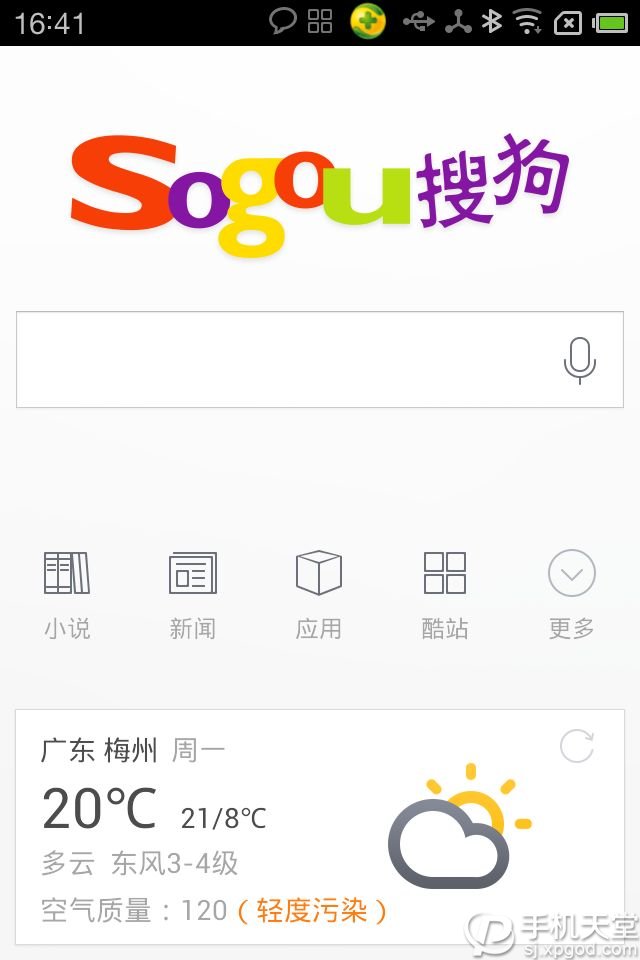 16:41
Sogou搜狗
小说 新闻 应用 酷站 更多
广东 梅州 周一
20℃ 21/8℃
多云 东风3-4级
空气质量：120（轻度污染）
手机天堂
sj.xpgod.com